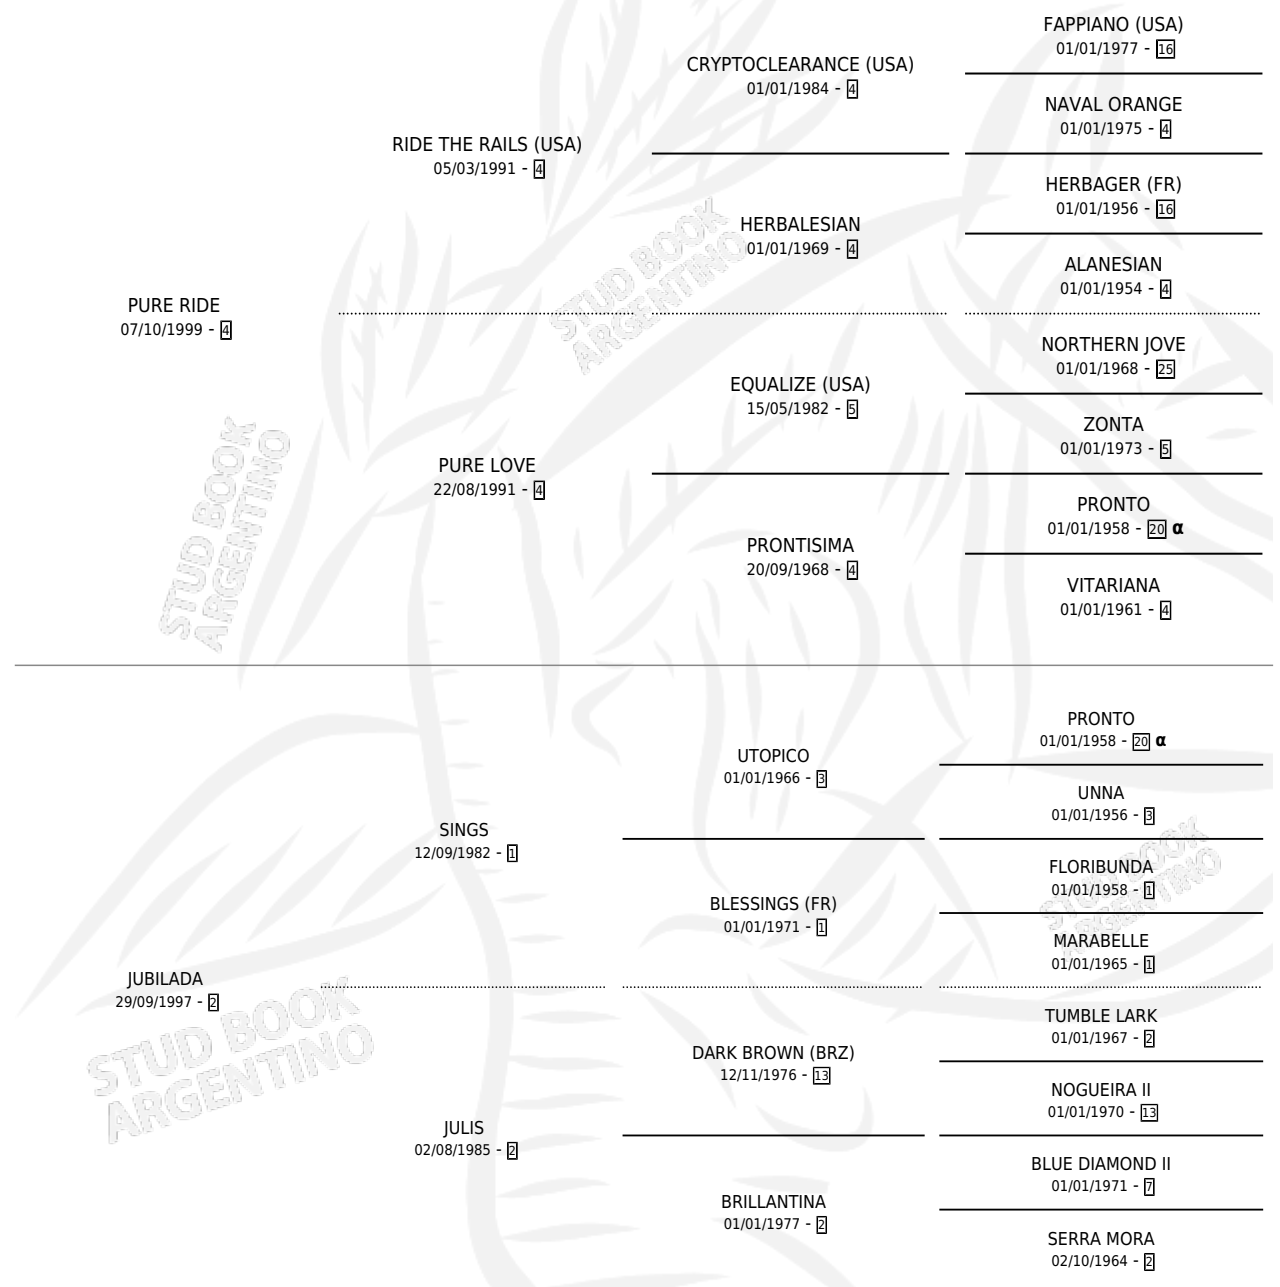 FAPPIANO (USA)
01/01/1977 - 16
CRYPTOCLEARANCE (USA)
01/01/1984 - 4
NAVAL ORANGE
01/01/1975 - 4
RIDE THE RAILS (USA)
05/03/1991 - 4
HERBAGER (FR)
01/01/1956 - 16
HERBALESIAN
01/01/1969 - 4
ALANESIAN
01/01/1954 - 4
PURE RIDE
07/10/1999 - 4
NORTHERN JOVE
01/01/1968 - 25
EQUALIZE (USA)
15/05/1982 - 5
ZONTA
01/01/1973 - 5
PURE LOVE
22/08/1991 - 4
PRONTO
01/01/1958 - 20 α
PRONTISIMA
20/09/1968 - 4
VITARIANA
01/01/1961 - 4
PRONTO
01/01/1958 - 20 α
UTOPICO
01/01/1966 - 3
UNNA
01/01/1956 - 3
SINGS
12/09/1982 - 1
FLORIBUNDA
01/01/1958 - 1
BLESSINGS (FR)
01/01/1971 - 1
MARABELLE
01/01/1965 - 1
JUBILADA
29/09/1997 - 2
TUMBLE LARK
01/01/1967 - 2
DARK BROWN (BRZ)
12/11/1976 - 13
NOGUEIRA II
01/01/1970 - 13
JULIS
02/08/1985 - 2
BLUE DIAMOND II
01/01/1971 - 7
BRILLANTINA
01/01/1977 - 2
SERRA MORA
02/10/1964 - 2
STUD BOOK
ARGENTINO
STUD BOOK
ARGENTINO
STUD BOOK
ARGENTINO
STUD BOOK
ARGENTINO